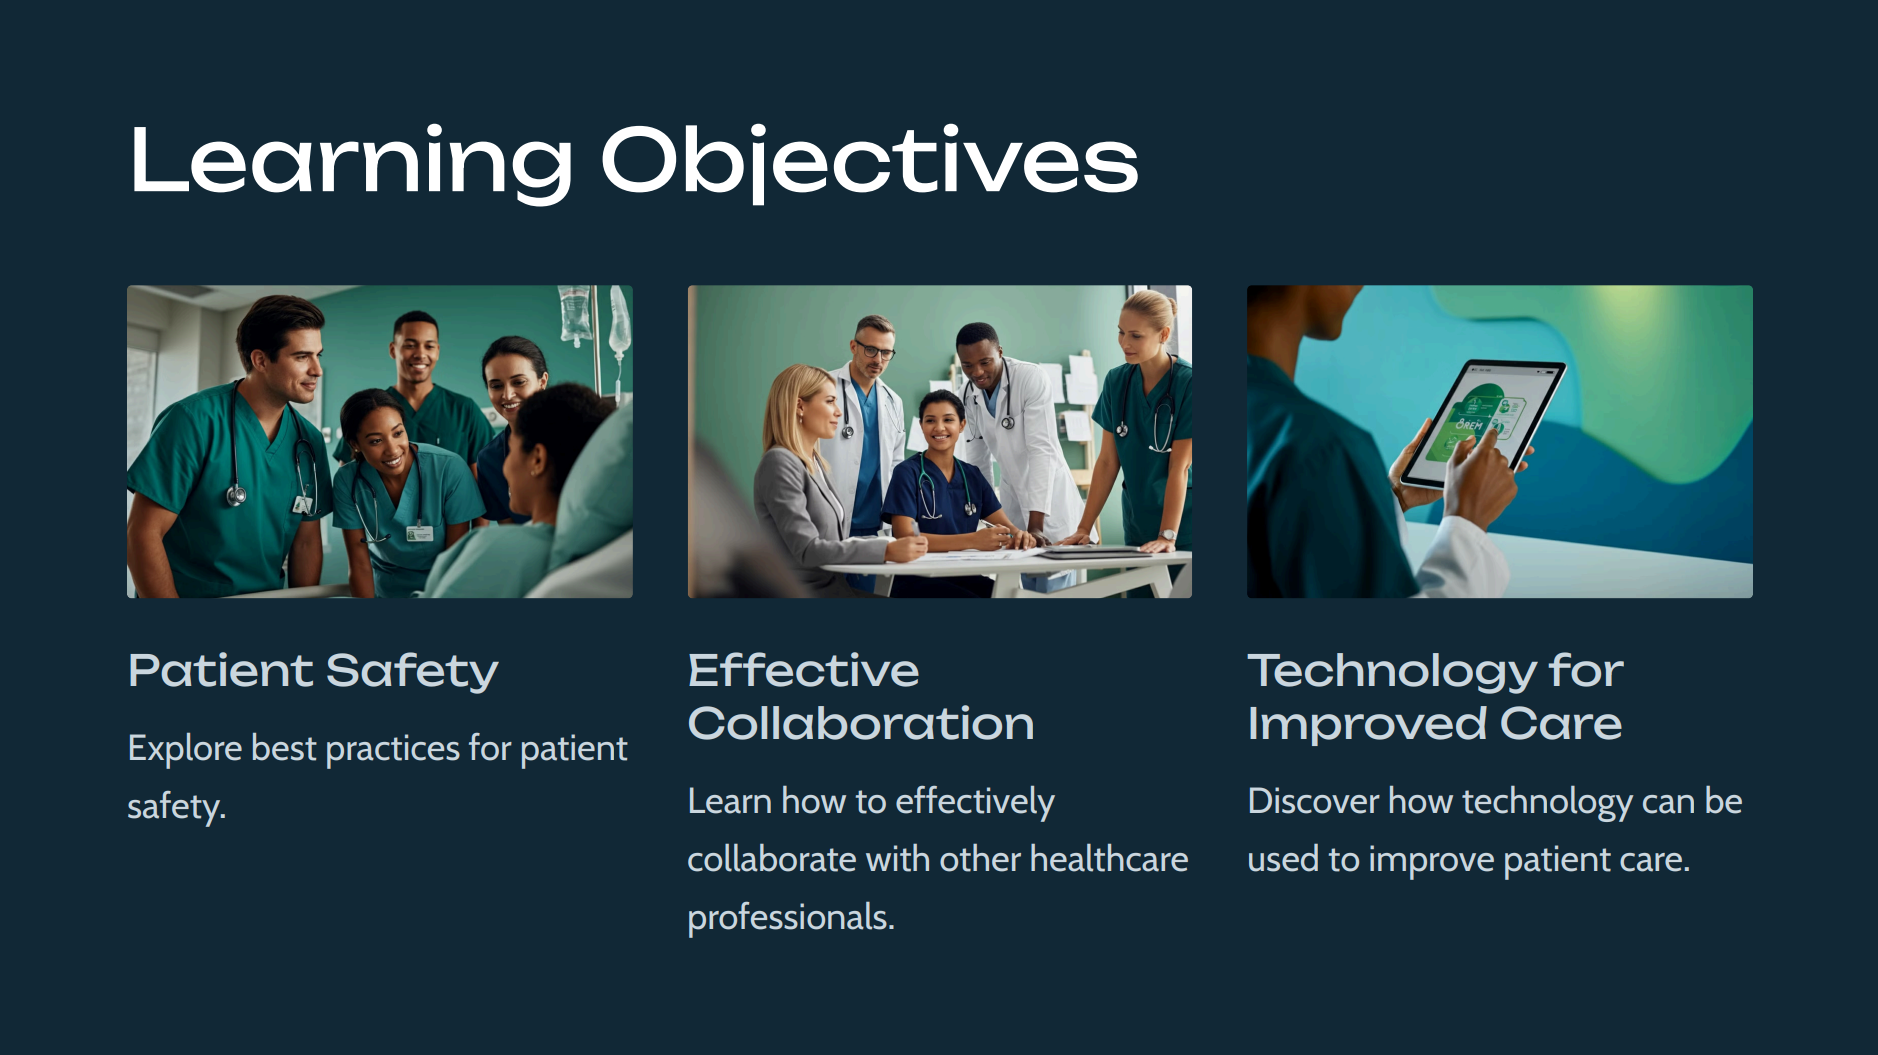 Learning Objectives
Patient Safety
Explore best practices for patient
safety.
Effective
Collaboration
Learn how to effectively
collaborate with other healthcare
professionals.
Technology for
Improved Care
Discover how technology can be
used to improve patient care.